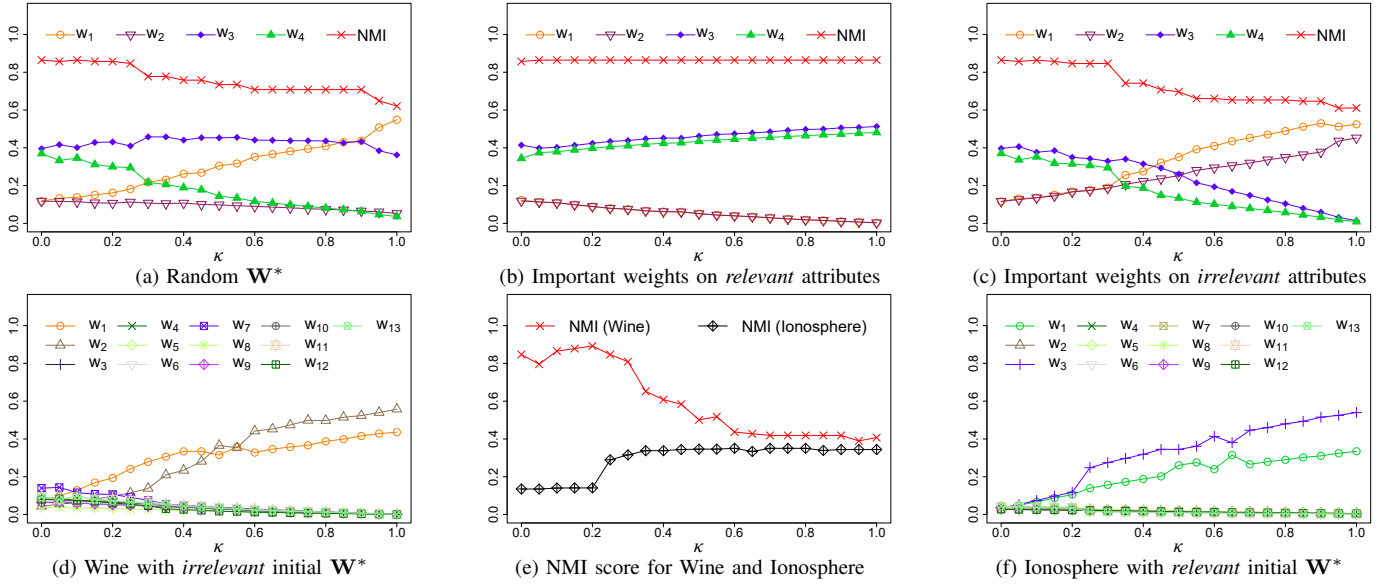 w1 w2 w3 w4 NMI
1.0
0.8
0.6
0.4
0.2
0.0
0.0 0.2 0.4 0.6 0.8 1.0
κ
(a) Random W*
w1 w2 w3 w4 NMI
1.0
0.8
0.6
0.4
0.2
0.0
0.0 0.2 0.4 0.6 0.8 1.0
κ
(b) Important weights on relevant attributes
w1 w2 w3 w4 NMI
1.0
0.8
0.6
0.4
0.2
0.0
0.0 0.2 0.4 0.6 0.8 1.0
κ
(c) Important weights on irrelevant attributes
w1 w4 w7 w10 w13
w2 w5 w8 w11
w3 w6 w9 w12
1.0
0.8
0.6
0.4
0.2
0.0
0.0 0.2 0.4 0.6 0.8 1.0
κ
(d) Wine with irrelevant initial W*
NMI (Wine) NMI (Ionosphere)
1.0
0.8
0.6
0.4
0.2
0.0
0.0 0.2 0.4 0.6 0.8 1.0
κ
(e) NMI score for Wine and Ionosphere
w1 w4 w7 w10 w13
w2 w5 w8 w11
w3 w6 w9 w12
1.0
0.8
0.6
0.4
0.2
0.0
0.0 0.2 0.4 0.6 0.8 1.0
κ
(f) Ionosphere with relevant initial W*